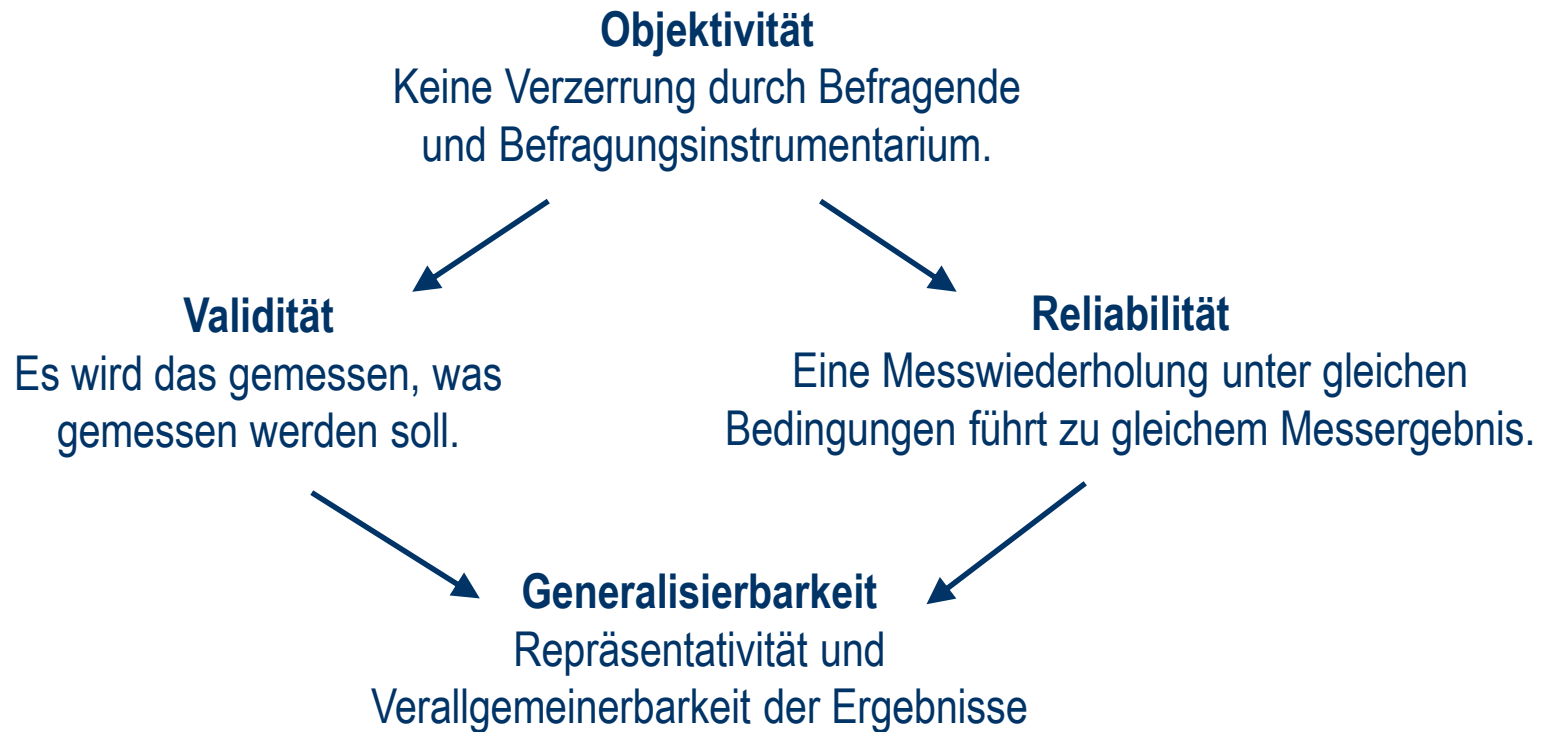 Objektivität
Keine Verzerrung durch Befragende
und Befragungsinstrumentarium.
Validität
Es wird das gemessen, was
gemessen werden soll.
Reliabilität
Eine Messwiederholung unter gleichen
Bedingungen führt zu gleichem Messergebnis.
Generalisierbarkeit
Repräsentativität und
Verallgemeinerbarkeit der Ergebnisse